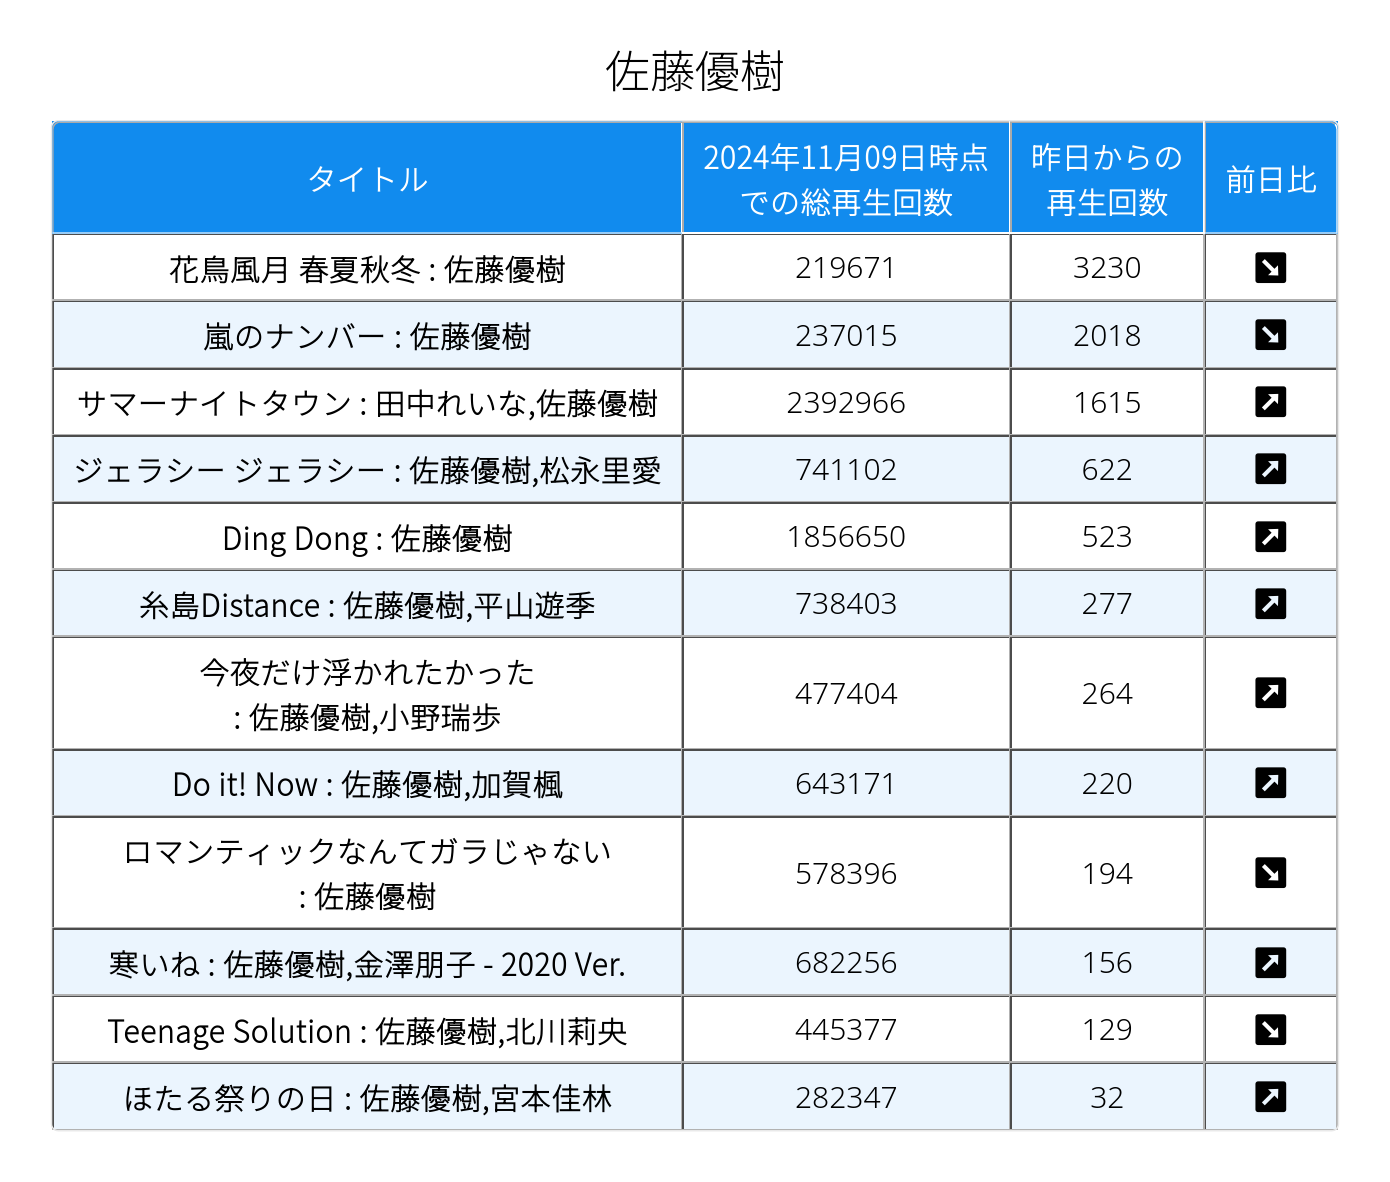 佐藤優樹
タイトル
2024年11月09日時点
での総再生回数
昨日からの
再生回数
前日比
花鳥風月 春夏秋冬 : 佐藤優樹
219671
3230
嵐のナンバー : 佐藤優樹
237015
2018
サマーナイトタウン : 田中れいな,佐藤優樹
2392966
1615
ジェラシー ジェラシー : 佐藤優樹,松永里愛
741102
622
Ding Dong : 佐藤優樹
1856650
523
糸島Distance : 佐藤優樹,平山遊季
738403
277
今夜だけ浮かれたかった
: 佐藤優樹,小野瑞歩
477404
264
Do it! Now : 佐藤優樹,加賀楓
643171
220
ロマンティックなんてガラじゃない
: 佐藤優樹
578396
194
寒いね : 佐藤優樹,金澤朋子 - 2020 Ver.
682256
156
Teenage Solution : 佐藤優樹,北川莉央
445377
129
ほたる祭りの日 : 佐藤優樹,宮本佳林
282347
32